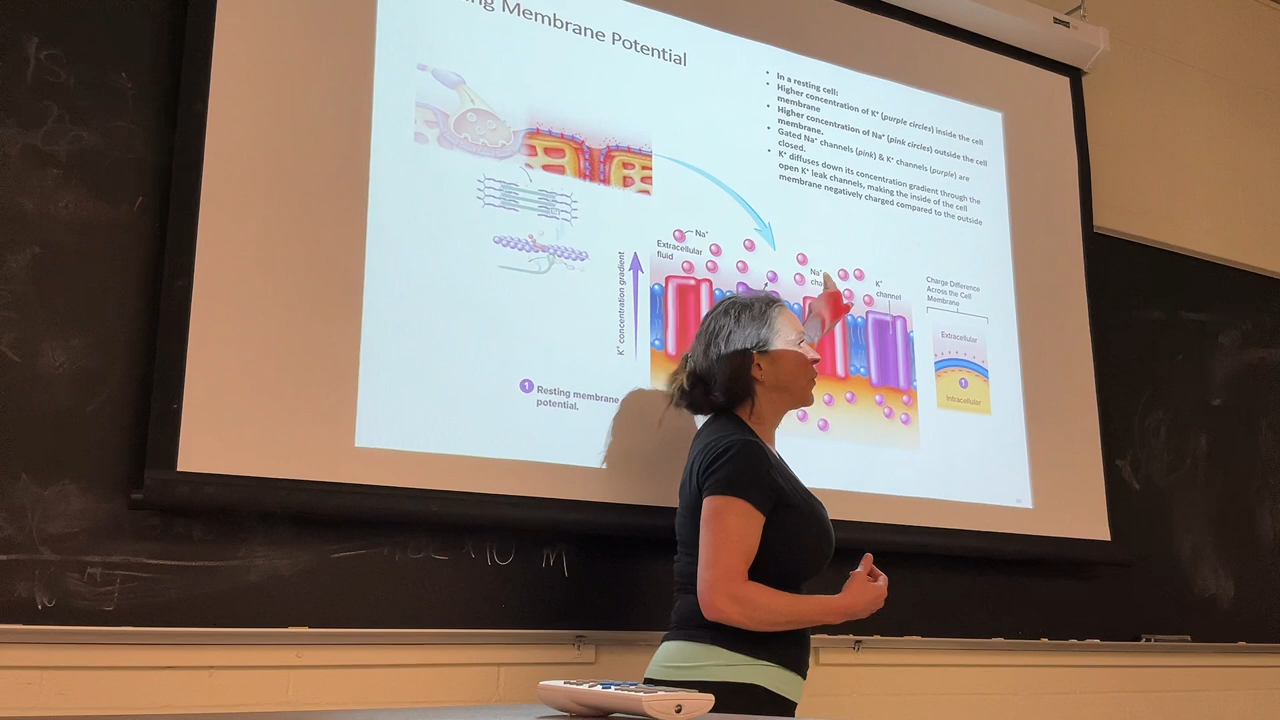 ing Membrane Potential
• In a resting cell:
• Higher concentration of K⁺ (purple circles) inside the cell
membrane
• Higher concentration of Na⁺ (pink circles) outside the cell
membrane.
• Gated Na⁺ channels (pink) & K⁺ channels (purple) are
closed.
• K⁺ diffuses down its concentration gradient through the
open K⁺ leak channels, making the inside of the cell
membrane negatively charged compared to the outside
Na⁺
Extracellular
fluid
K⁺ concentration gradient
Na⁺
K⁺
channel
Charge Difference
Across the Cell
Membrane
Extracellular
1
Intracellular
1 Resting membrane
potential.
x10 M